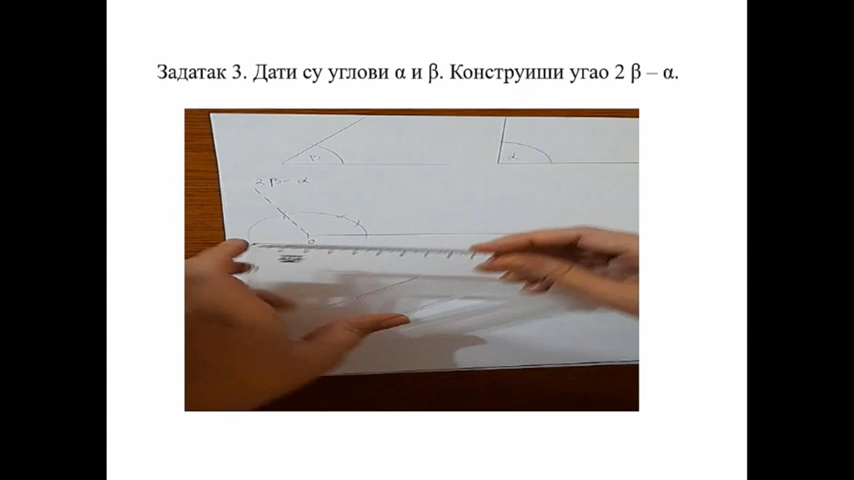 Задатак 3. Дати су углови α и β. Конструиши угао 2 β – α.
β
α
2β-α